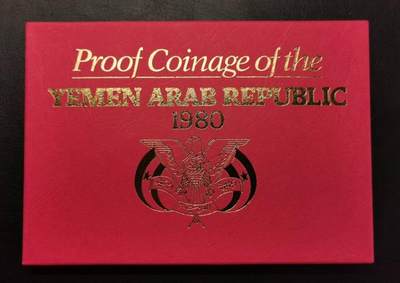 Proof Coinage of the
YEMEN ARAB REPUBLIC
1980